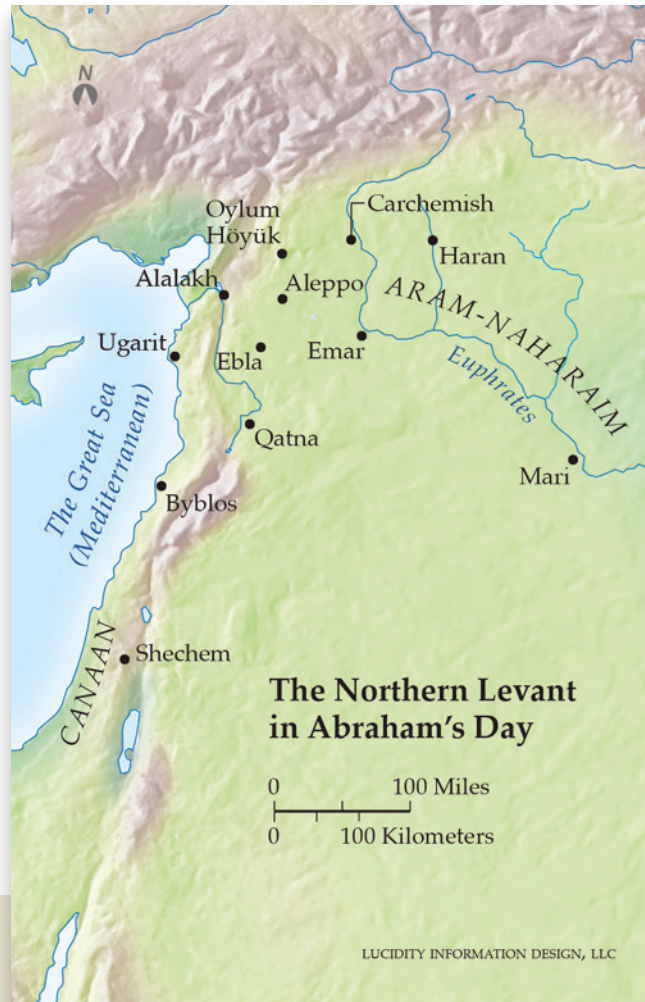 N
Oylum
Höyük
Carchemish
Haran
Alalakh
Aleppo
ARAM-NAHARAIM
Ugarit
Ebla
Emar
Euphrates
The Great Sea
(Mediterranean)
Qatna
Mari
Byblos
CANAAN
Shechem
The Northern Levant
in Abraham's Day
0 100 Miles
0 100 Kilometers
LUCIDITY INFORMATION DESIGN, LLC